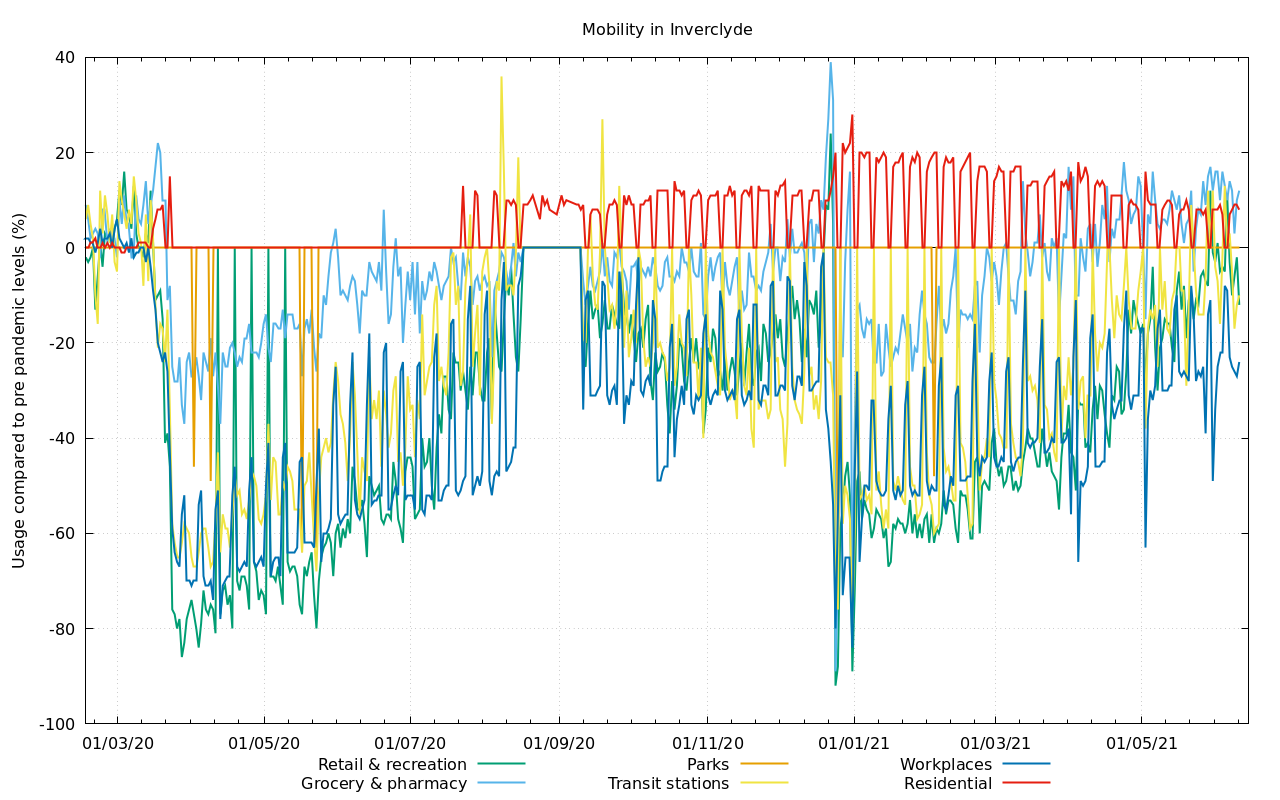 Mobility in Inverclyde
Usage compared to pre pandemic levels (%)
40
20
0
-20
-40
-60
-80
-100
01/03/20 01/05/20 01/07/20 01/09/20 01/11/20 01/01/21 01/03/21 01/05/21
Retail & recreation Parks Workplaces
Grocery & pharmacy Transit stations Residential